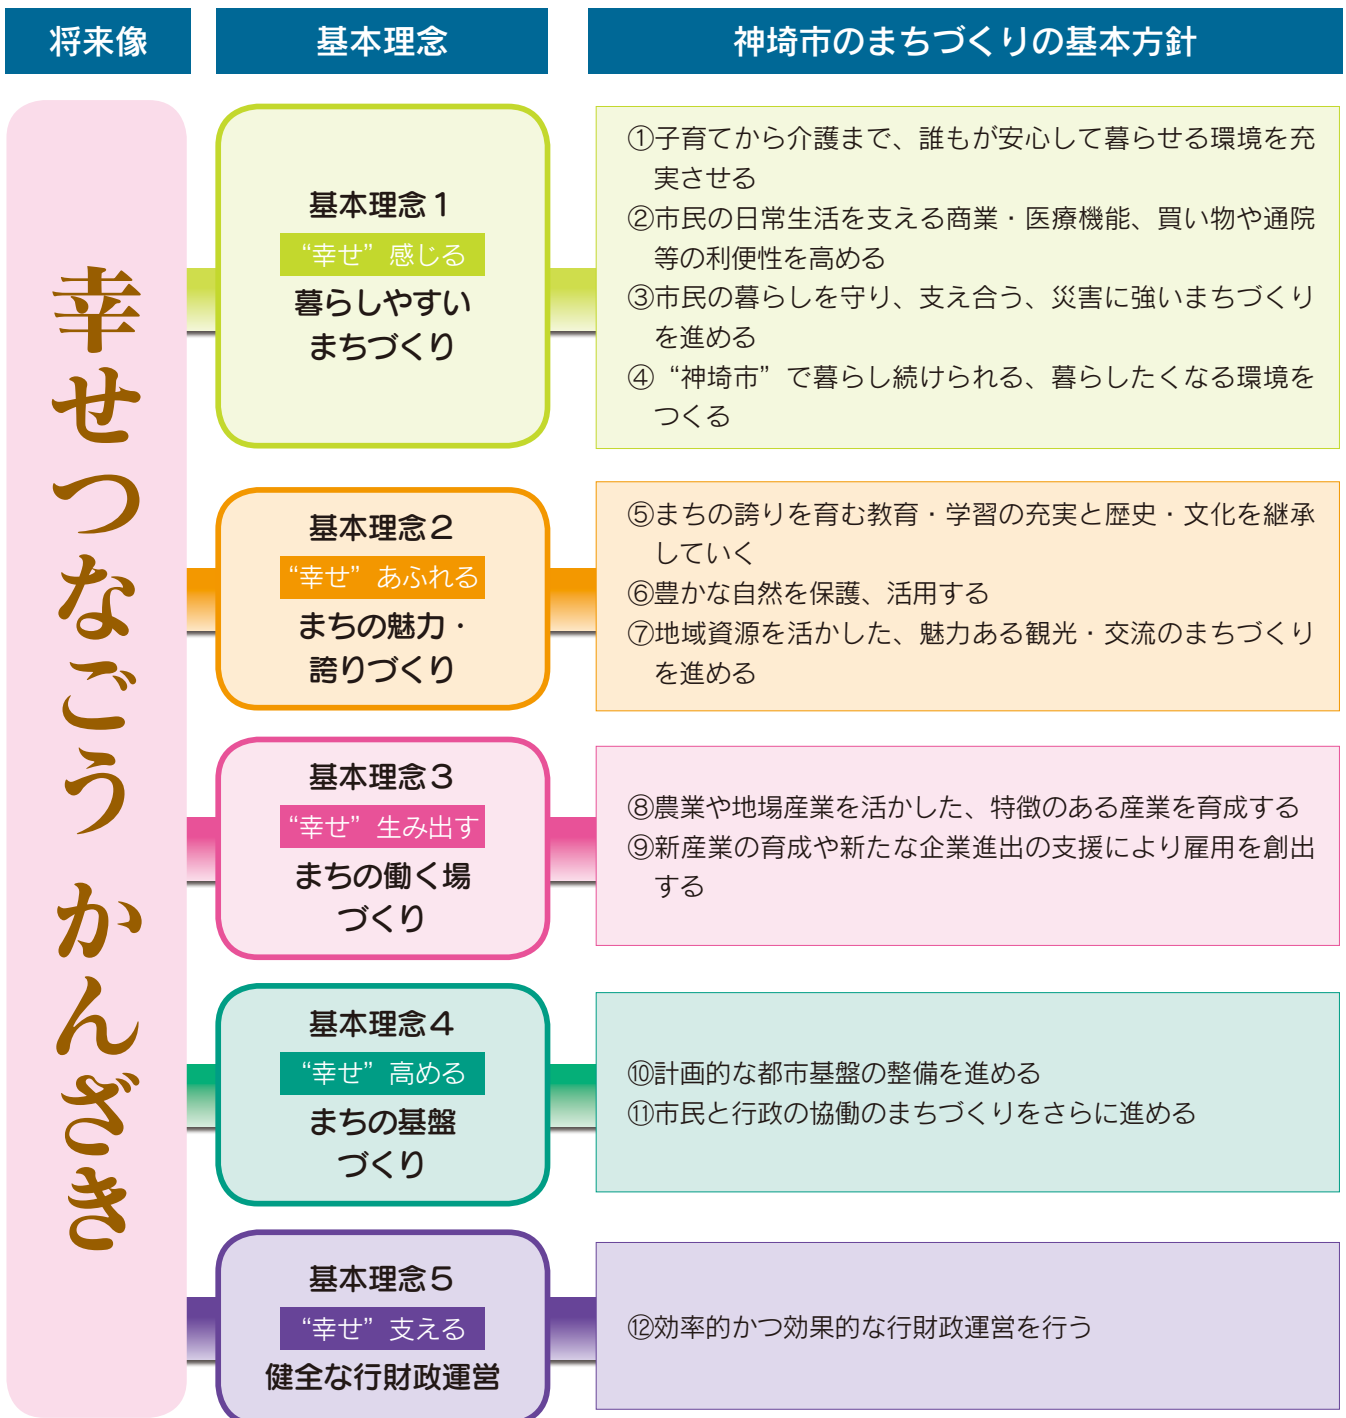 将来像
基本理念
神埼市のまちづくりの基本方針
幸せつなごう かんざき
基本理念1
“幸せ”感じる
暮らしやすい
まちづくり
①子育てから介護まで、誰もが安心して暮らせる環境を充
実させる
②市民の日常生活を支える商業・医療機能、買い物や通院
等の利便性を高める
③市民の暮らしを守り、支え合う、災害に強いまちづくり
を進める
④“神埼市”で暮らし続けられる、暮らしたくなる環境を
つくる
基本理念2
“幸せ”あふれる
まちの魅力・
誇りづくり
⑤まちの誇りを育む教育・学習の充実と歴史・文化を継承
していく
⑥豊かな自然を保護、活用する
⑦地域資源を活かした、魅力ある観光・交流のまちづくり
を進める
基本理念3
“幸せ”生み出す
まちの働く場
づくり
⑧農業や地場産業を活かした、特徴のある産業を育成する
⑨新産業の育成や新たな企業進出の支援により雇用を創出
する
基本理念4
“幸せ”高める
まちの基盤
づくり
⑩計画的な都市基盤の整備を進める
⑪市民と行政の協働のまちづくりをさらに進める
基本理念5
“幸せ”支える
健全な行財政運営
⑫効率的かつ効果的な行財政運営を行う